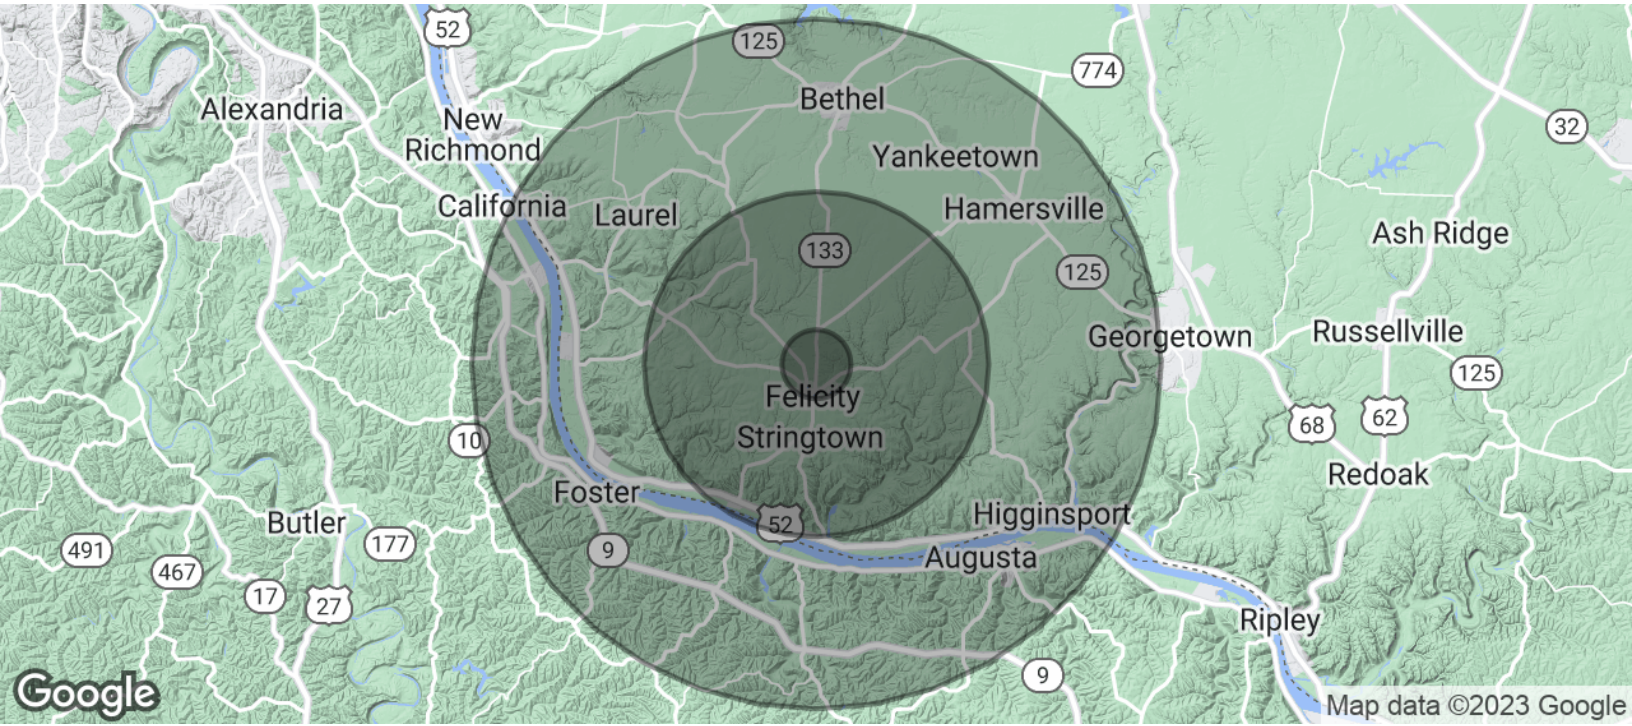 52
125
774
Bethel
Alexandria
New
Richmond
32
Yankeetown
California
Laurel
Hamersville
Ash Ridge
133
125
Georgetown
Russellville
125
Felicity
68
62
Stringtown
10
Redoak
Foster
Higginsport
Butler
52
491
177
9
Augusta
467
17
27
Ripley
9
Google
Map data ©2023 Google